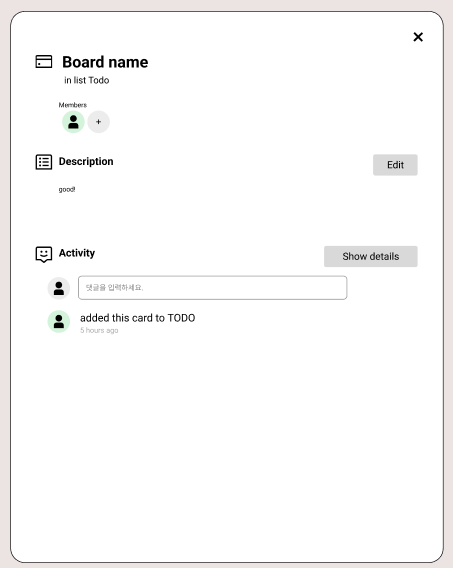 Board name
in list Todo
Members
+
Description
Edit
good!
Activity
Show details
댓글을 입력하세요.
added this card to TODO
5 hours ago